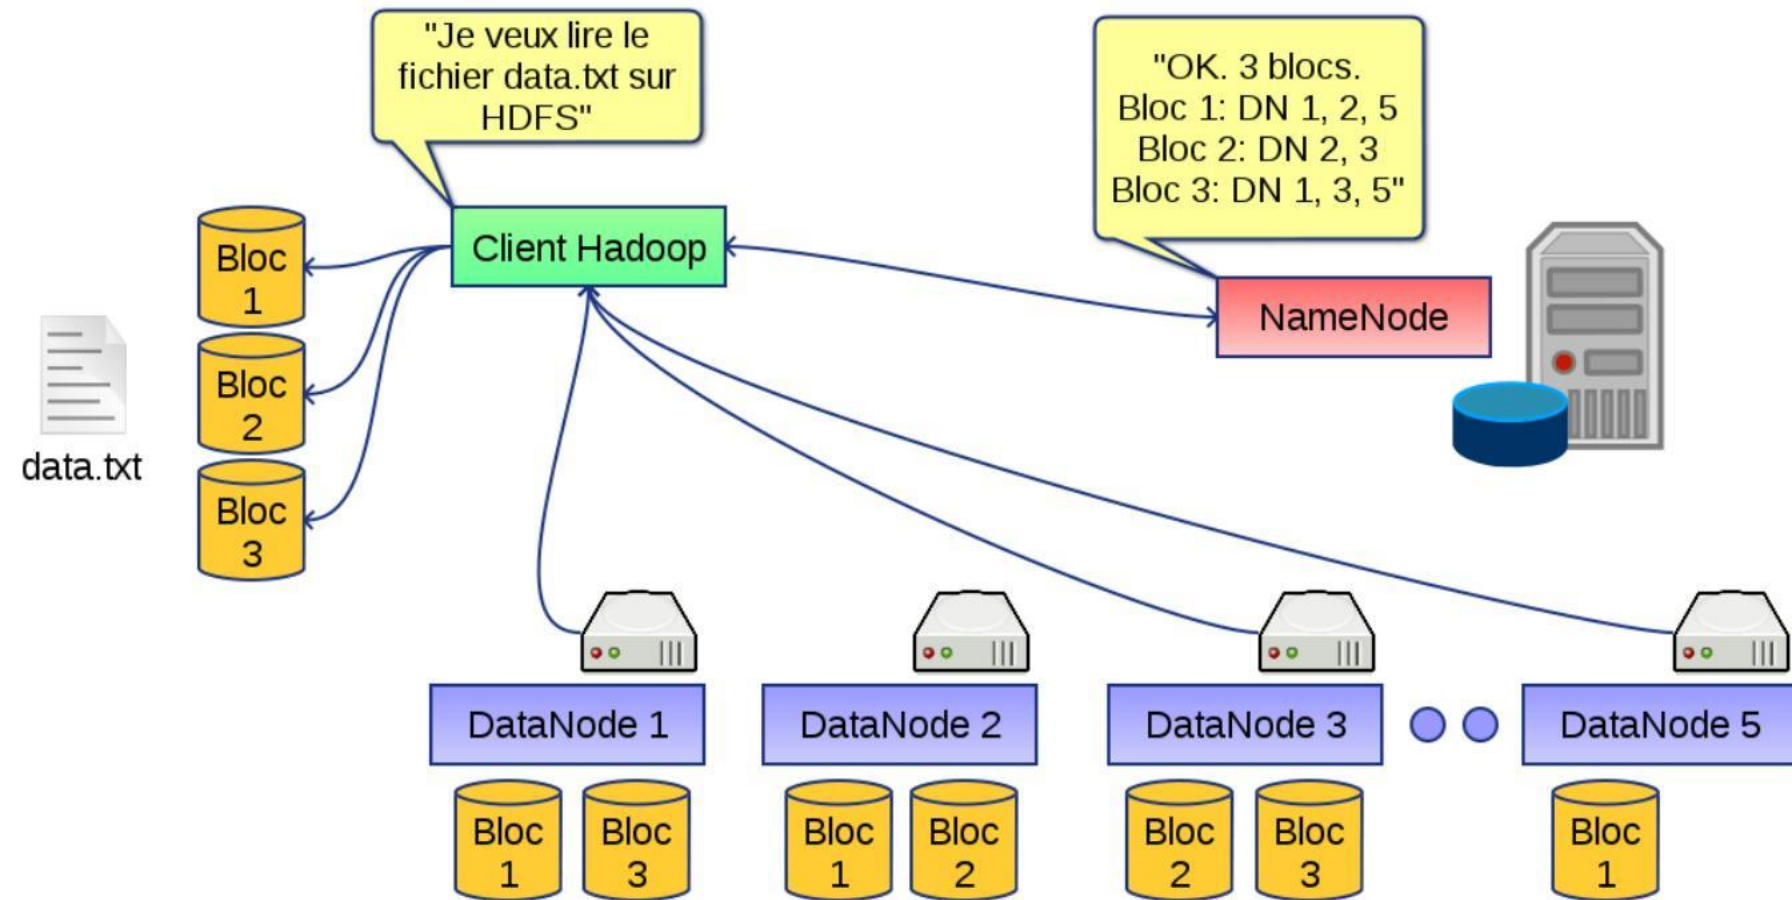 "Je veux lire le
fichier data.txt sur
HDFS"
"OK. 3 blocs.
Bloc 1: DN 1, 2, 5
Bloc 2: DN 2, 3
Bloc 3: DN 1, 3, 5"
Client Hadoop
NameNode
Bloc
1
Bloc
2
Bloc
3
data.txt
DataNode 1
DataNode 2
DataNode 3
DataNode 5
Bloc
1
Bloc
3
Bloc
1
Bloc
2
Bloc
2
Bloc
3
Bloc
1